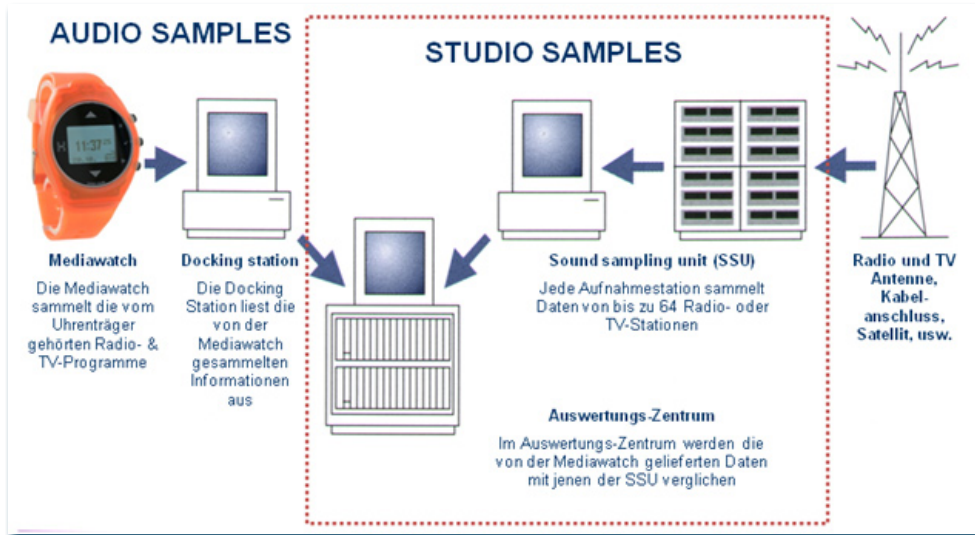 AUDIO SAMPLES
STUDIO SAMPLES
11:37
Mediawatch
Die Mediawatch
sammelt die vom
Uhrenträger
gehörten Radio- &
TV-Programme
Docking station
Die Docking
Station liest die
von der
Mediawatch
gesammelten
Informationen
aus
Sound sampling unit (SSU)
Jede Aufnahmestation sammelt
Daten von bis zu 64 Radio- oder
TV-Stationen
Radio und TV
Antenne,
Kabel-
anschluss,
Satellit, usw.
Auswertungs-Zentrum
Im Auswertungs-Zentrum werden die
von der Mediawatch gelieferten Daten
mit jenen der SSU verglichen